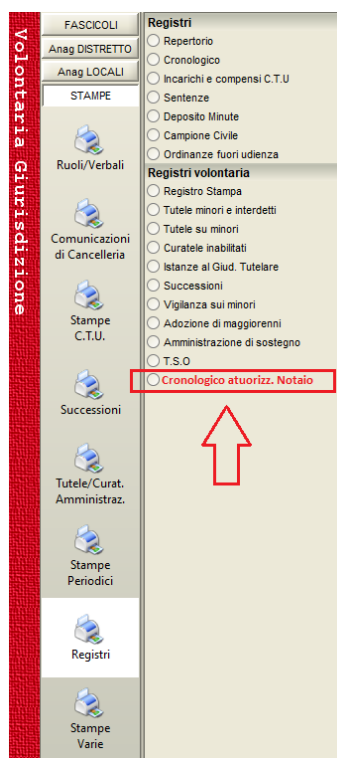 Volontaria Giurisdizione
FASCICOLI
Anag DISTRETTO
Anag LOCALI
STAMPE
Ruoli/Verbali
Comunicazioni
di Cancelleria
Stampe
C.T.U.
Successioni
Tutele/Curat.
Amministraz.
Stampe
Periodici
Registri
Stampe
Varie
Registri
Repertorio
Cronologico
Incarichi e compensi C.T.U
Sentenze
Deposito Minute
Campione Civile
Ordinanze fuori udienza
Registri volontaria
Registro Stampa
Tutele minori e interdetti
Tutele su minori
Curatele inabilitati
Istanze al Giud. Tutelare
Successioni
Vigilanza sui minori
Adozione di maggiorenni
Amministrazione di sostegno
T.S.O
Cronologico atuorizz. Notaio